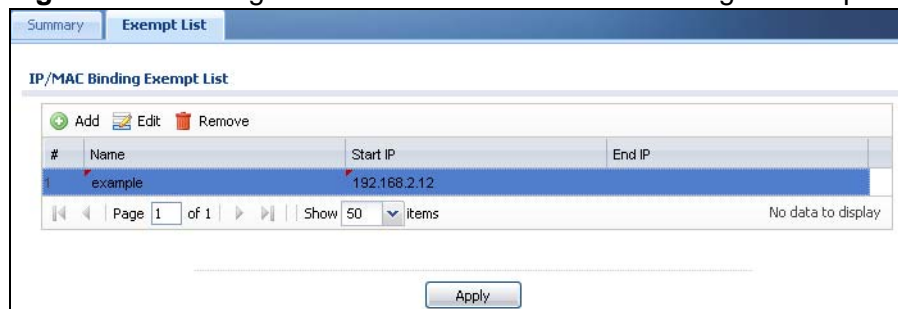 Summary Exempt List
IP/MAC Binding Exempt List
Add Edit Remove
# Name Start IP End IP
1 example 192.168.2.12
Page 1 of 1 Show 50 items No data to display
Apply